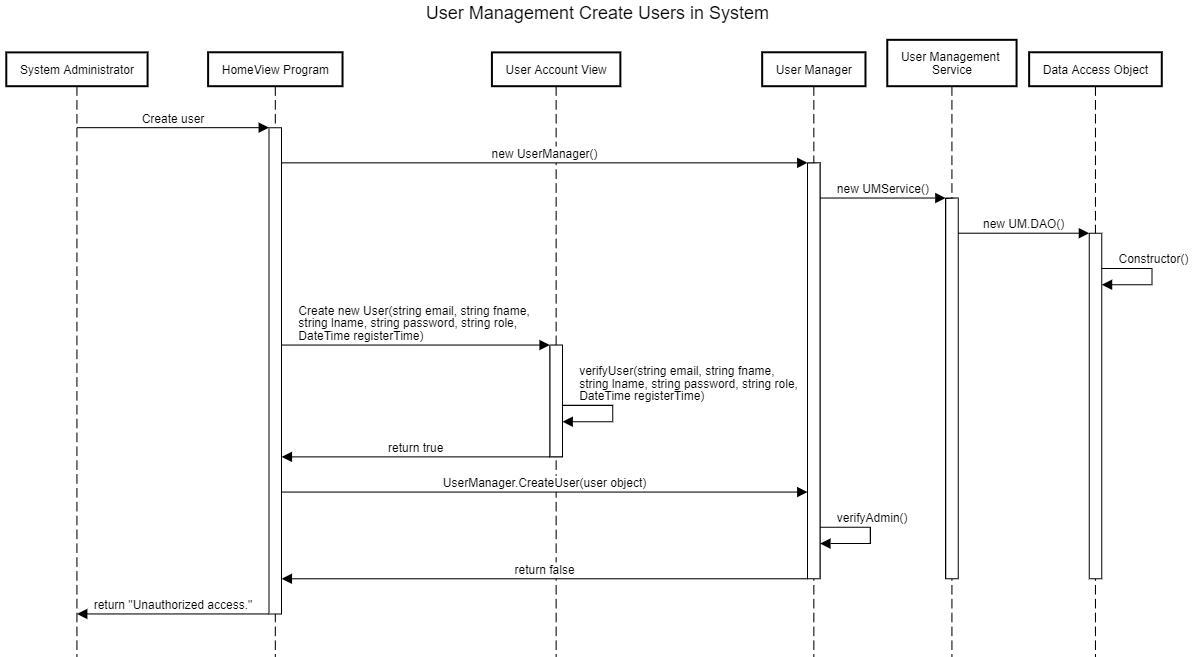 User Management Create Users in System
System Administrator
HomeView Program
User Account View
User Manager
User Management
Service
Data Access Object
Create user
new UserManager()
new UMService()
new UM.DAO()
Constructor()
Create new User(string email, string fname,
string lname, string password, string role,
DateTime registerTime)
verifyUser(string email, string fname,
string lname, string password, string role,
DateTime registerTime)
return true
UserManager.CreateUser(user object)
verifyAdmin()
return false
return "Unauthorized access."